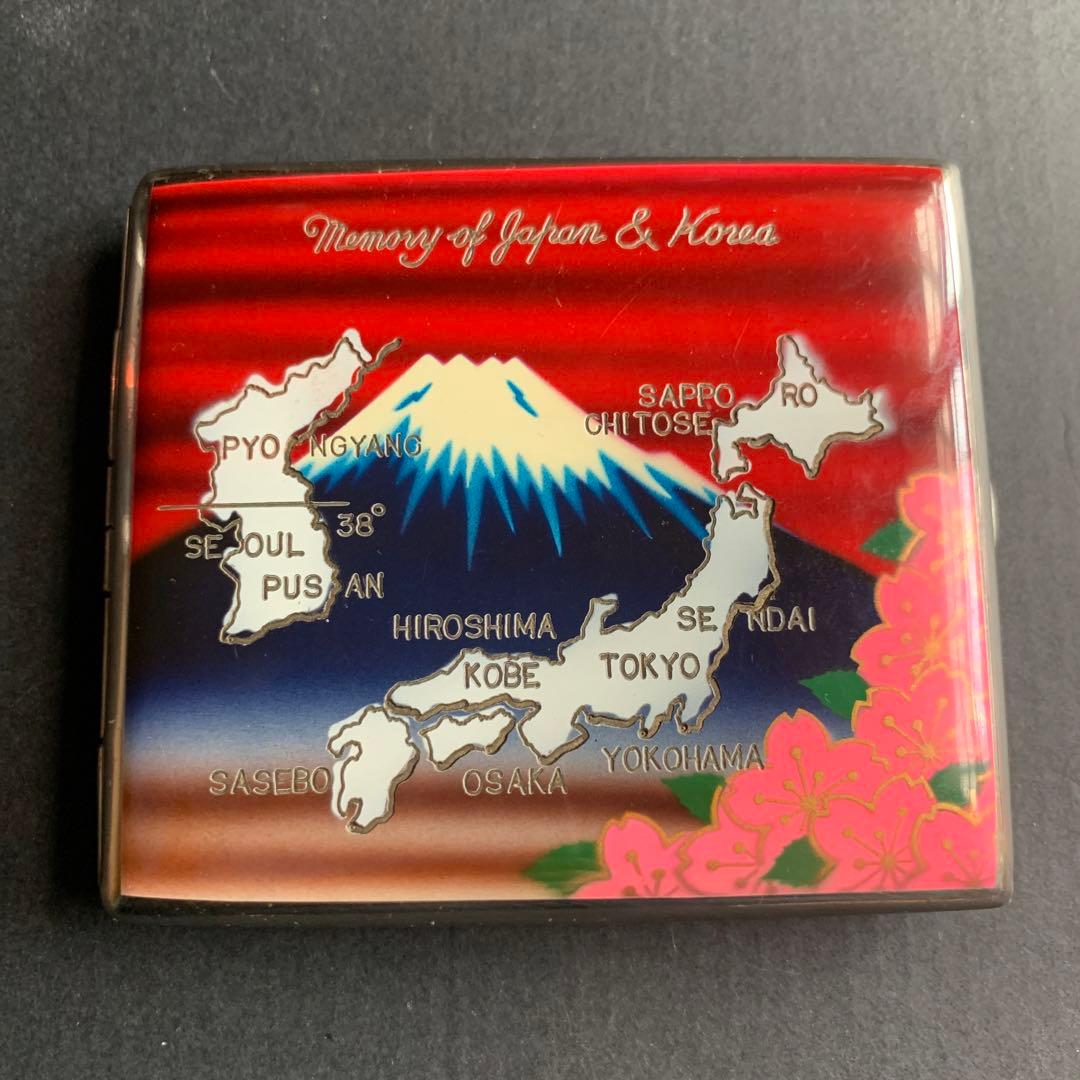 Memory of Japan & Korea
SAPPORO
CHITOSE
PYONGYANG
38°
SEOUL
PUSAN
HIROSHIMA
SENDAI
KOBE
TOKYO
YOKOHAMA
SASEBO
OSAKA